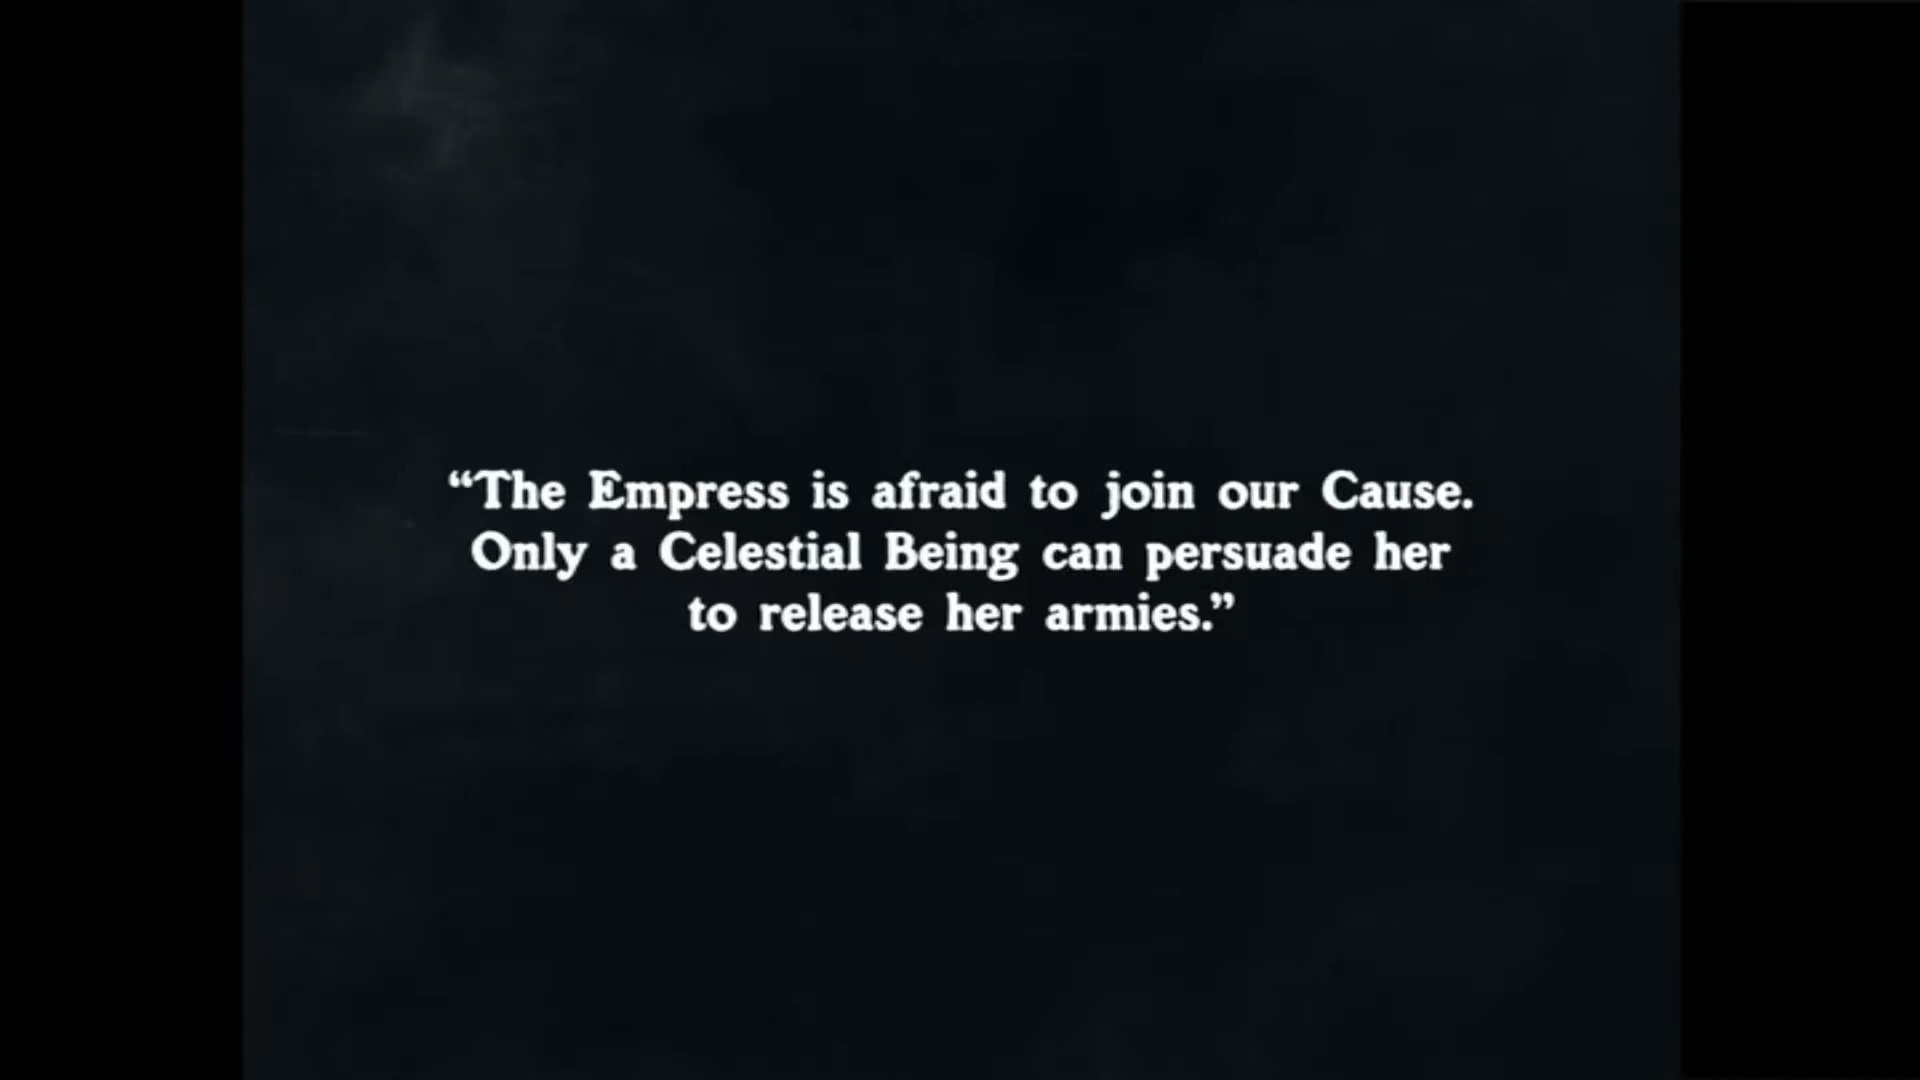 “The Empress is afraid to join our Cause.
Only a Celestial Being can persuade her
to release her armies.”